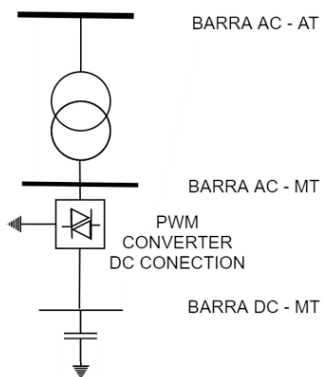 BARRA AC - AT
BARRA AC - MT
PWM
CONVERTER
DC CONECTION
BARRA DC - MT